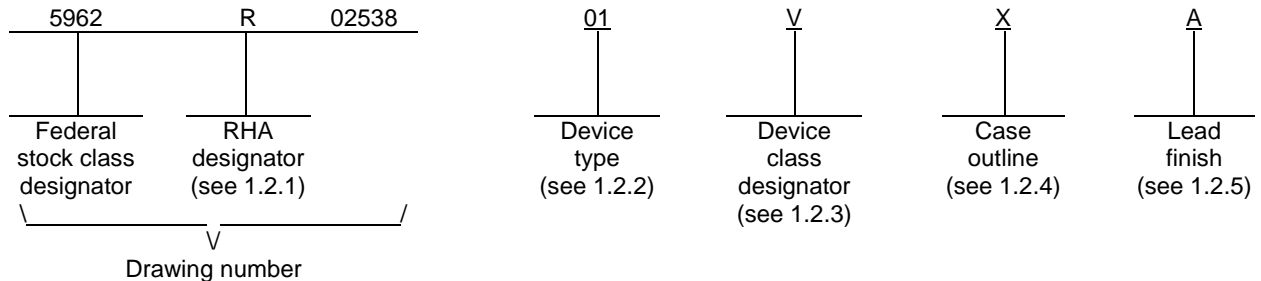 5962 R 02538 01 V X A
Federal RHA Device Device Case Lead
stock class designator type class outline finish
designator (see 1.2.1) (see 1.2.2) designator (see 1.2.4) (see 1.2.5)
(see 1.2.3)
\ /
\/
Drawing number